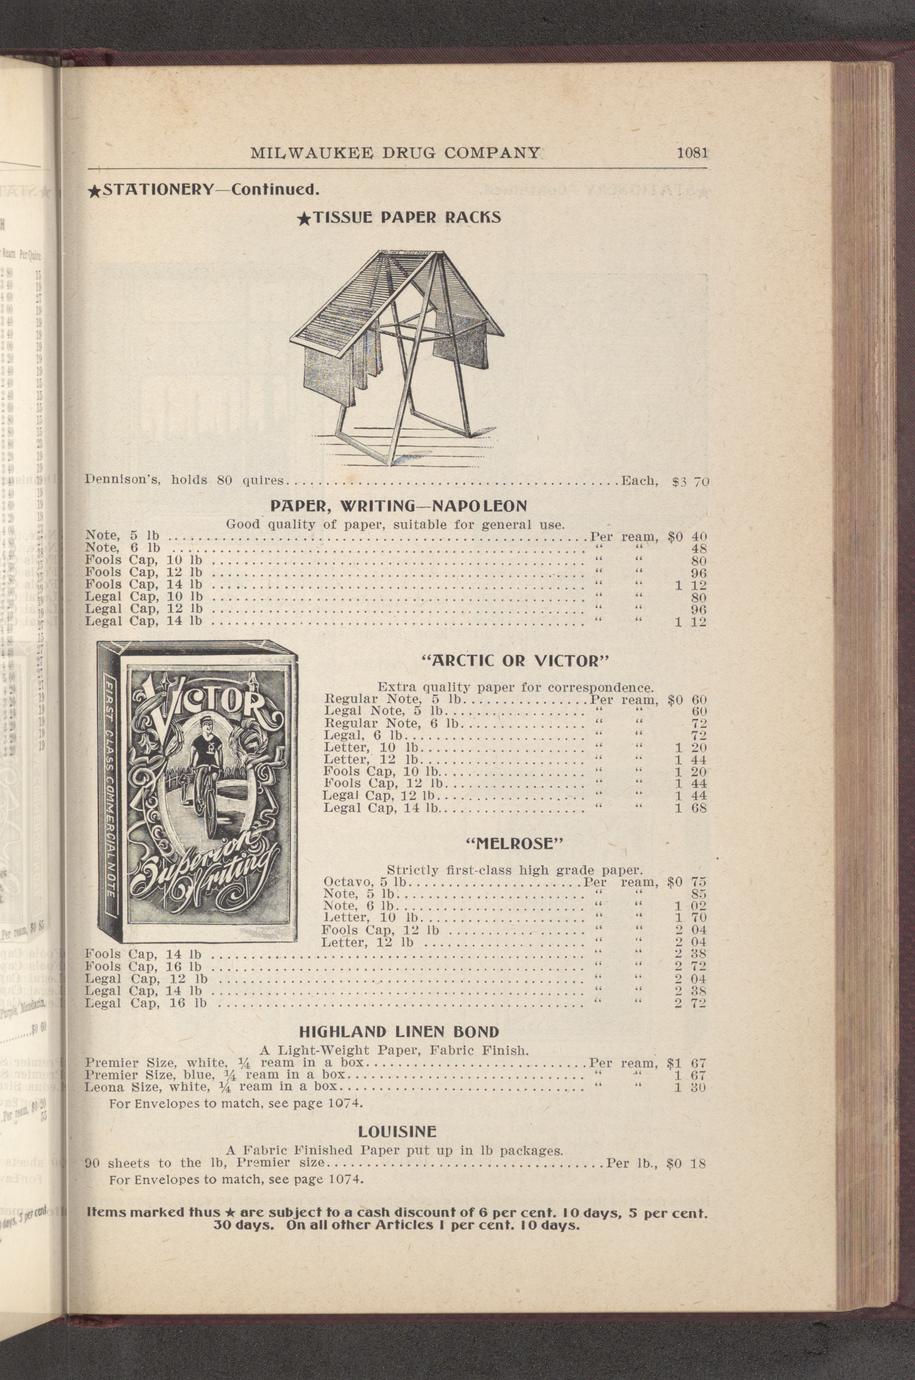 MILWAUKEE DRUG COMPANY 1081
★STATIONERY—Continued.
★TISSUE PAPER RACKS
Dennison's, holds 80 quires........Each, $3 70
PAPER, WRITING—NAPOLEON
Good quality of paper, suitable for general use.
Note, 5 lb ........Per ream, $0 40
Note, 6 lb ........ “ “ 48
Fools Cap, 10 lb ........ “ “ 80
Fools Cap, 12 lb ........ “ “ 96
Fools Cap, 14 lb ........ “ “ 1 12
Legal Cap, 10 lb ........ “ “ 80
Legal Cap, 12 lb ........ “ “ 96
Legal Cap, 14 lb ........ “ “ 1 12
FIRST CLASS COMMERCIAL NOTE
VICTOR
Superior
Writing
“ARCTIC OR VICTOR”
Extra quality paper for correspondence.
Regular Note, 5 lb........Per ream, $0 60
Legal Note, 5 lb........ “ “ 60
Regular Note, 6 lb........ “ “ 72
Legal, 6 lb........ “ “ 72
Letter, 10 lb........ “ “ 1 20
Letter, 12 lb........ “ “ 1 44
Fools Cap, 10 lb........ “ “ 1 20
Fools Cap, 12 lb........ “ “ 1 44
Legal Cap, 12 lb........ “ “ 1 44
Legal Cap, 14 lb........ “ “ 1 68
“MELROSE”
Strictly first-class high grade paper.
Octavo, 5 lb........Per ream, $0 75
Note, 5 lb........ “ “ 85
Note, 6 lb........ “ “ 1 02
Letter, 10 lb........ “ “ 1 70
Fools Cap, 12 lb ........ “ “ 2 04
Letter, 12 lb ........ “ “ 2 04
Fools Cap, 14 lb ........ “ “ 2 38
Fools Cap, 16 lb ........ “ “ 2 72
Legal Cap, 12 lb ........ “ “ 2 04
Legal Cap, 14 lb ........ “ “ 2 38
Legal Cap, 16 lb ........ “ “ 2 72
HIGHLAND LINEN BOND
A Light-Weight Paper, Fabric Finish.
Premier Size, white, ¼ ream in a box........Per ream, $1 67
Premier Size, blue, ¼ ream in a box........ “ “ 1 67
Leona Size, white, ¼ ream in a box........ “ “ 1 30
For Envelopes to match, see page 1074.
LOUISINE
A Fabric Finished Paper put up in lb packages.
90 sheets to the lb, Premier size........Per lb., $0 18
For Envelopes to match, see page 1074.
Items marked thus ★ are subject to a cash discount of 6 per cent. 10 days, 5 per cent.
30 days. On all other Articles 1 per cent. 10 days.